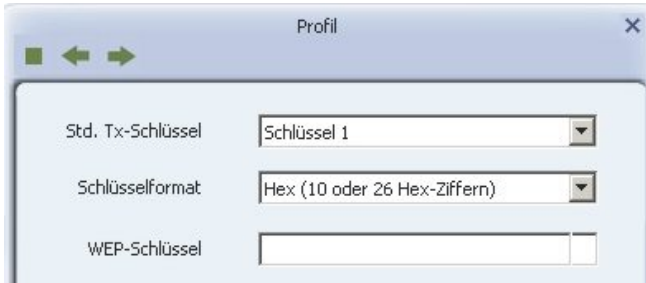 Profil
Std. Tx-Schlüssel Schlüssel 1
Schlüsselformat Hex (10 oder 26 Hex-Ziffern)
WEP-Schlüssel